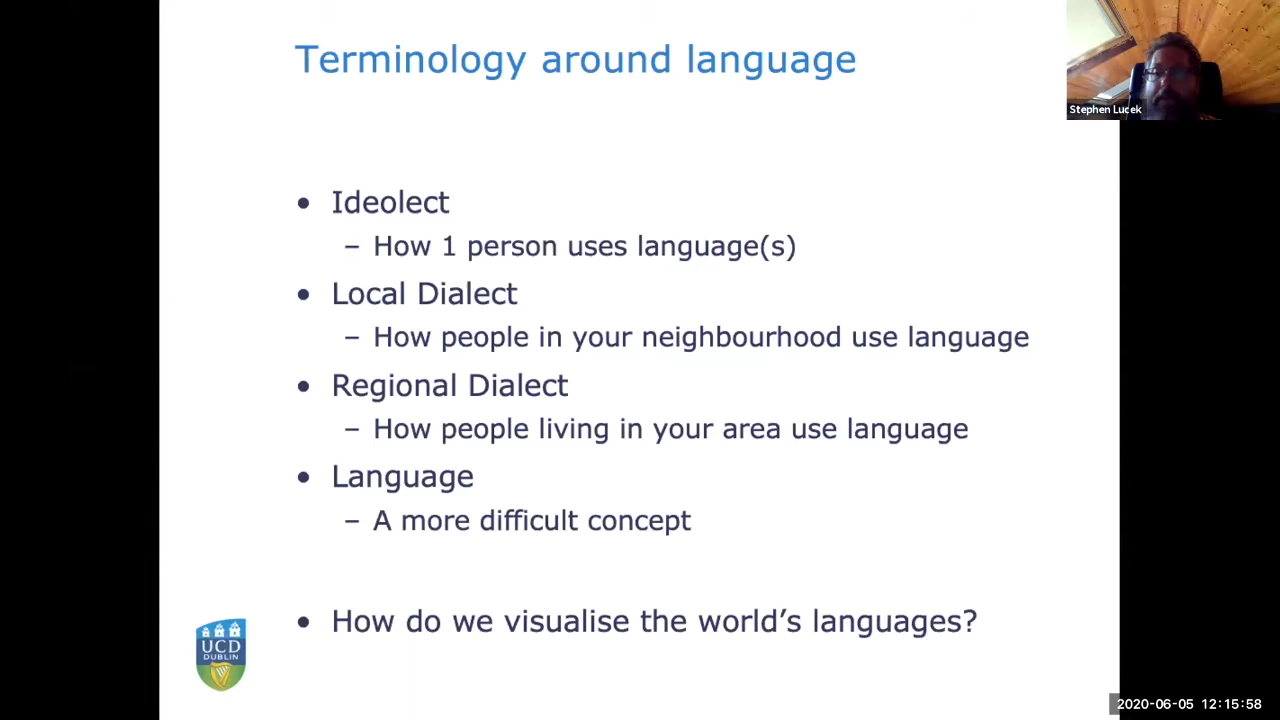 Terminology around language
Stephen Lucek
• Ideolect
– How 1 person uses language(s)
• Local Dialect
– How people in your neighbourhood use language
• Regional Dialect
– How people living in your area use language
• Language
– A more difficult concept
• How do we visualise the world's languages?
UCD
DUBLIN
2020-06-05 12:15:58